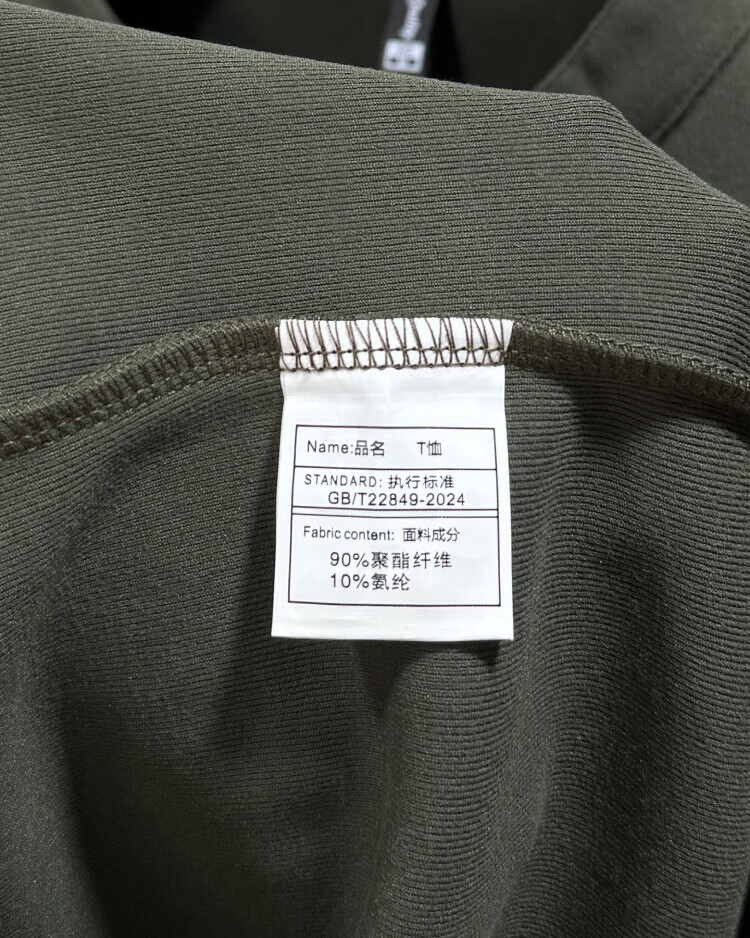 Name:品名 T恤
STANDARD: 执行标准
GB/T22849-2024
Fabric content: 面料成分
90%聚酯纤维
10%氨纶